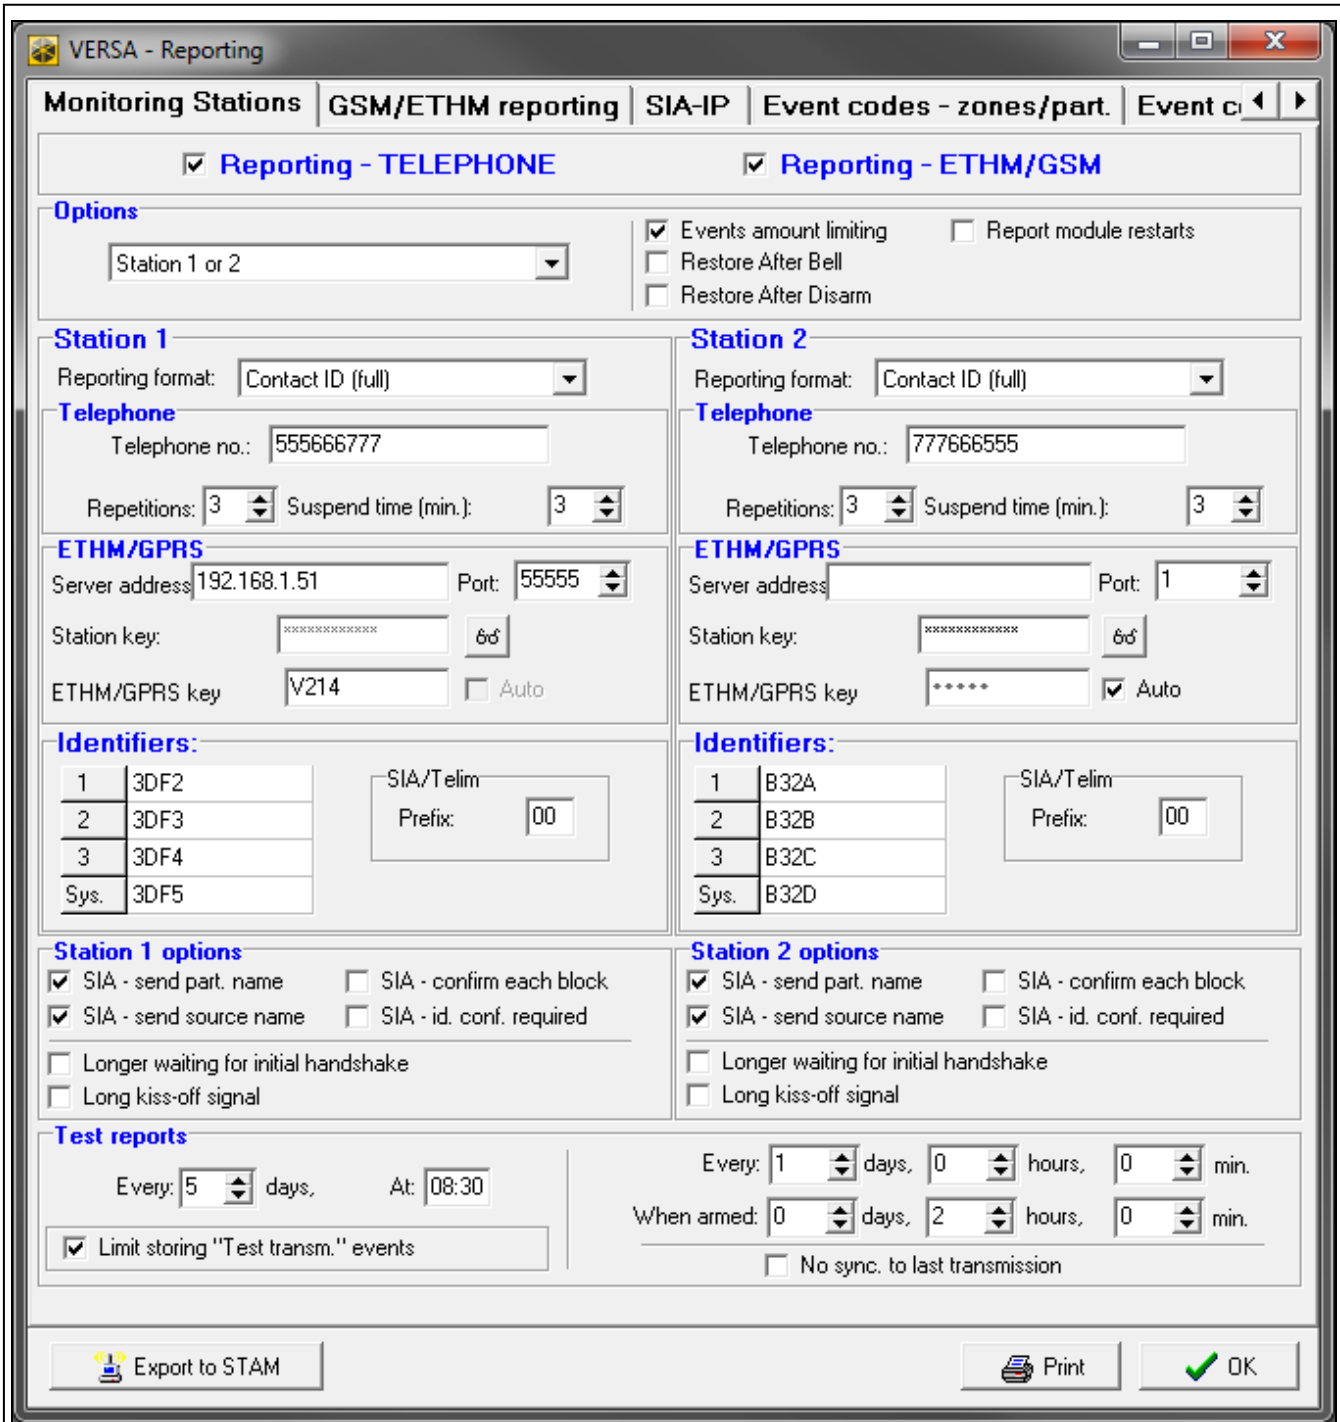 VERSA - Reporting
Monitoring Stations GSM/ETHM reporting SIA-IP Event codes - zones/part.
Reporting - TELEPHONE Reporting - ETHM/GSM
Options
Station 1 or 2
Events amount limiting Report module restarts
Restore After Bell
Restore After Disarm
Station 1
Reporting format: Contact ID (full)
Telephone
Telephone no.: 555666777
Repetitions: 3 Suspend time (min.): 3
ETHM/GPRS
Server address 192.168.1.51 Port: 55555
Station key: xxxxxxxxxxxx
ETHM/GPRS key V214 Auto
Identifiers:
1 3DF2
2 3DF3
3 3DF4
Sys. 3DF5
SIA/Telim
Prefix: 00
Station 1 options
SIA - send part. name SIA - confirm each block
SIA - send source name SIA - id. conf. required
Longer waiting for initial handshake
Long kiss-off signal
Station 2
Reporting format: Contact ID (full)
Telephone
Telephone no.: 777666555
Repetitions: 3 Suspend time (min.): 3
ETHM/GPRS
Server address Port: 1
Station key: xxxxxxxxxxxx
ETHM/GPRS key ***** Auto
Identifiers:
1 B32A
2 B32B
3 B32C
Sys. B32D
SIA/Telim
Prefix: 00
Station 2 options
SIA - send part. name SIA - confirm each block
SIA - send source name SIA - id. conf. required
Longer waiting for initial handshake
Long kiss-off signal
Test reports
Every: 5 days, At: 08:30
Limit storing "Test transm." events
Every: 1 days, 0 hours, 0 min.
When armed: 0 days, 2 hours, 0 min.
No sync. to last transmission
Export to STAM Print OK